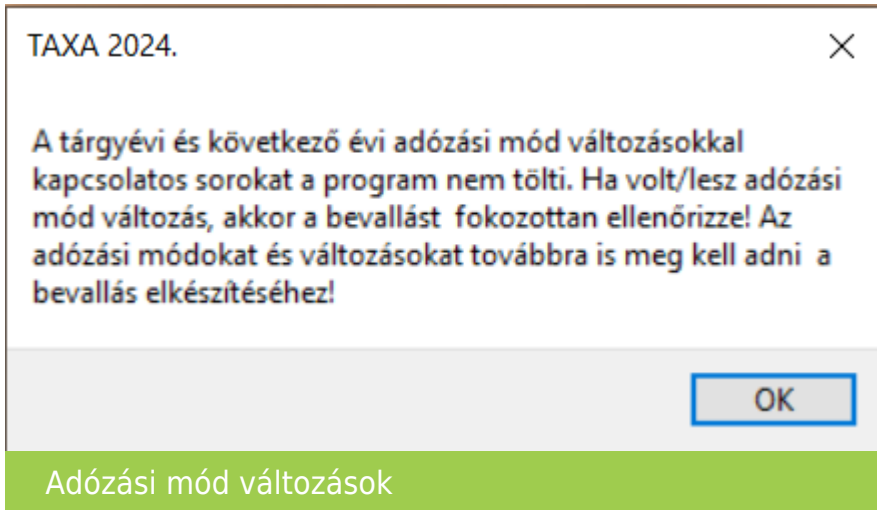 TAXA 2024.
A tárgyévi és következő évi adózási mód változásokkal
kapcsolatos sorokat a program nem tölti. Ha volt/lesz adózási
mód változás, akkor a bevallást  fokozottan ellenőrizze! Az
adózási módokat és változásokat továbbra is meg kell adni  a
bevallás elkészítéséhez!
OK
Adózási mód változások